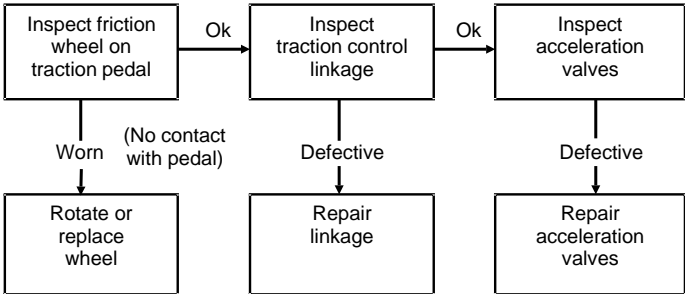 Inspect friction
wheel on
traction pedal
Ok
Inspect
traction control
linkage
Ok
Inspect
acceleration
valves
Worn
(No contact
with pedal)
Defective
Defective
Rotate or
replace
wheel
Repair
linkage
Repair
acceleration
valves